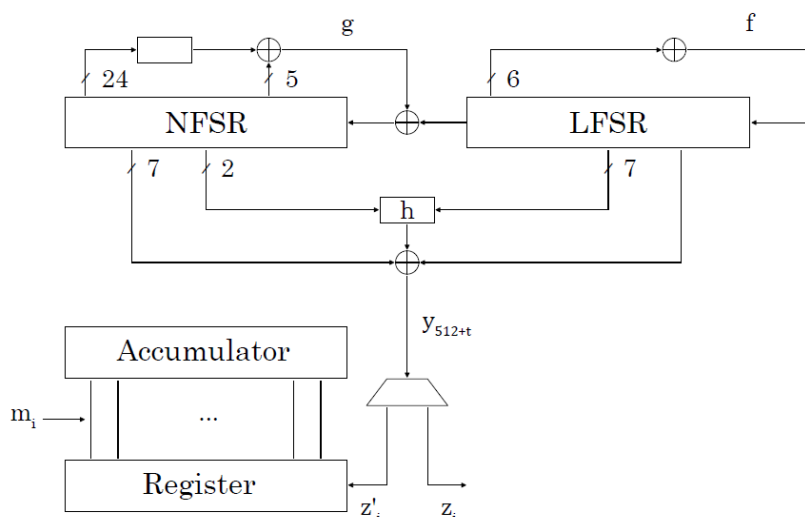 g f
24 5 6
NFSR LFSR
7 2 7
h
y512+t
Accumulator
mi ...
Register
z'i zi